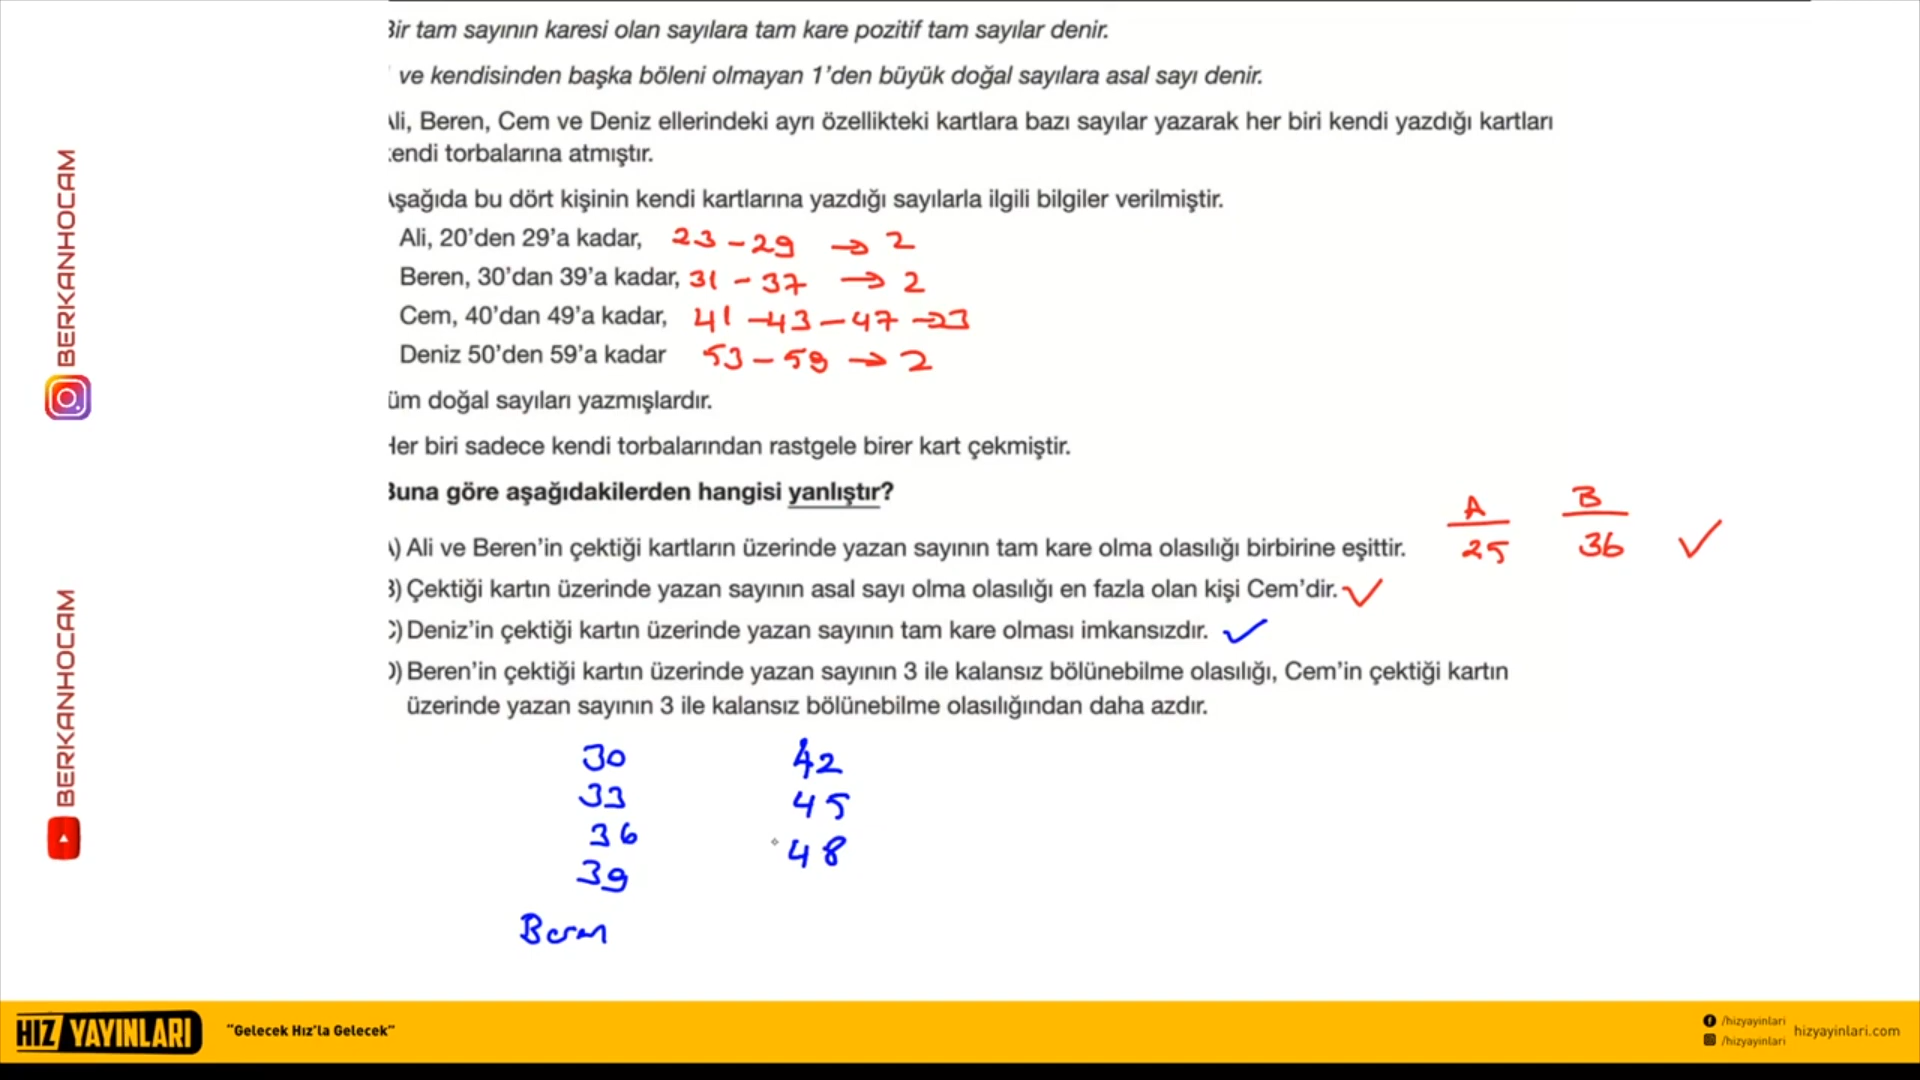 Bir tam sayının karesi olan sayılara tam kare pozitif tam sayılar denir.
ve kendisinden başka böleni olmayan 1'den büyük doğal sayılara asal sayı denir.
Ali, Beren, Cem ve Deniz ellerindeki ayrı özellikteki kartlara bazı sayılar yazarak her biri kendi yazdığı kartları
kendi torbalarına atmıştır.
Aşağıda bu dört kişinin kendi kartlarına yazdığı sayılarla ilgili bilgiler verilmiştir.
Ali, 20'den 29'a kadar, 23 - 29 → 2
Beren, 30'dan 39'a kadar, 31 - 37 → 2
Cem, 40'dan 49'a kadar, 41 - 43 - 47 → 3
Deniz 50'den 59'a kadar 53 - 59 → 2
üm doğal sayıları yazmışlardır.
Her biri sadece kendi torbalarından rastgele birer kart çekmiştir.
Buna göre aşağıdakilerden hangisi yanlıştır?
A B
25 36
A) Ali ve Beren'in çektiği kartların üzerinde yazan sayının tam kare olma olasılığı birbirine eşittir.
B) Çektiği kartın üzerinde yazan sayının asal sayı olma olasılığı en fazla olan kişi Cem'dir.
C) Deniz'in çektiği kartın üzerinde yazan sayının tam kare olması imkansızdır.
D) Beren'in çektiği kartın üzerinde yazan sayının 3 ile kalansız bölünebilme olasılığı, Cem'in çektiği kartın
üzerinde yazan sayının 3 ile kalansız bölünebilme olasılığından daha azdır.
30 42
33 45
36 48
39
Beren
BERKANHOCAM
BERKANHOCAM
HIZ YAYINLARI
"Gelecek Hız'la Gelecek"
/hizyayinlari
/hizyayinlari
hizyayinlari.com